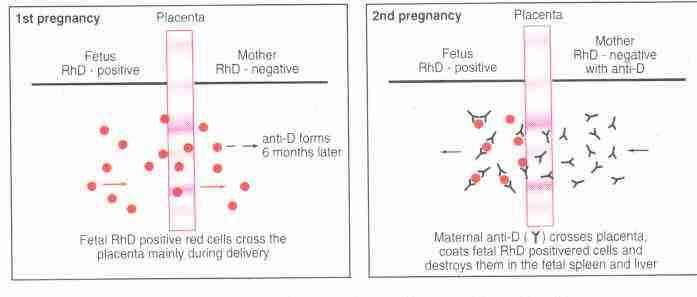 1st pregnancy
Placenta
Fetus
RhD - positive
Mother
RhD - negative
anti-D forms
6 months later
Fetal RhD positive red cells cross the
placenta mainly during delivery
2nd pregnancy
Placenta
Fetus
RhD - positive
Mother
RhD - negative
with anti-D
Maternal anti-D ( Y ) crosses placenta,
coats fetal RhD positivered cells and
destroys them in the fetal spleen and liver